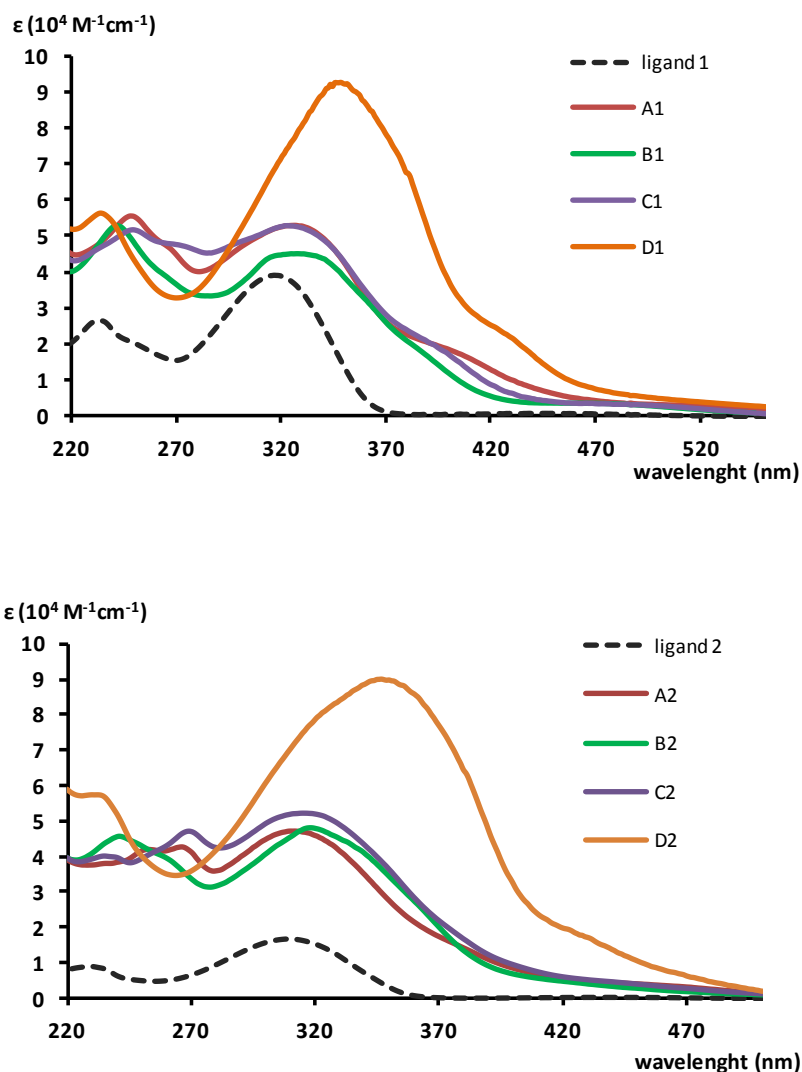 ε (10⁴ M⁻¹cm⁻¹)
10
9
8
7
6
5
4
3
2
1
0
220 270 320 370 420 470 520
wavelenght (nm)
ligand 1
A1
B1
C1
D1
ε (10⁴ M⁻¹cm⁻¹)
10
9
8
7
6
5
4
3
2
1
0
220 270 320 370 420 470
wavelenght (nm)
ligand 2
A2
B2
C2
D2